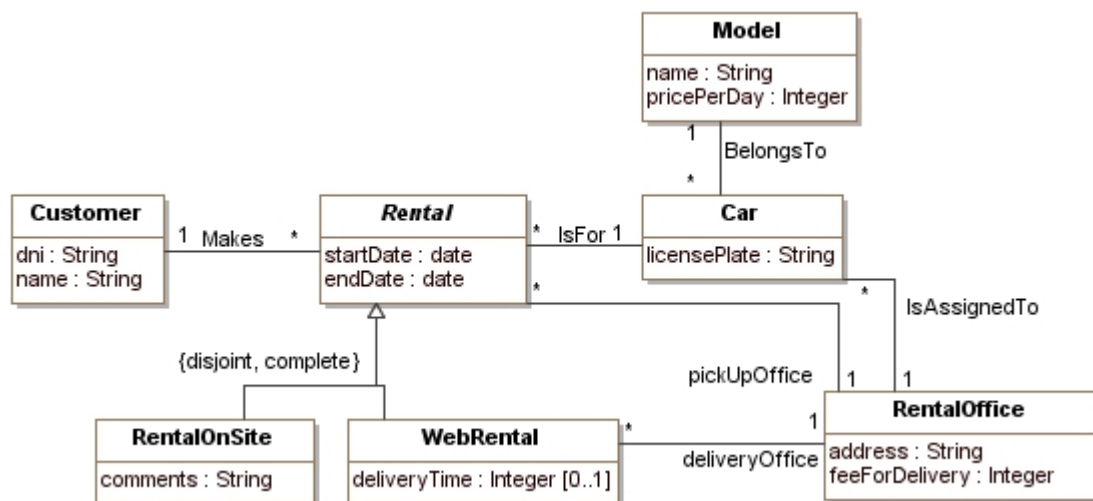 Model
name : String
pricePerDay : Integer
1
BelongsTo
*
Customer
dni : String
name : String
1 Makes *
Rental
startDate : date
endDate : date
* IsFor 1
Car
licensePlate : String
*
*
IsAssignedTo
{disjoint, complete}
pickUpOffice 1
1
RentalOnSite
comments : String
WebRental
deliveryTime : Integer [0..1]
*
1
deliveryOffice
RentalOffice
address : String
feeForDelivery : Integer